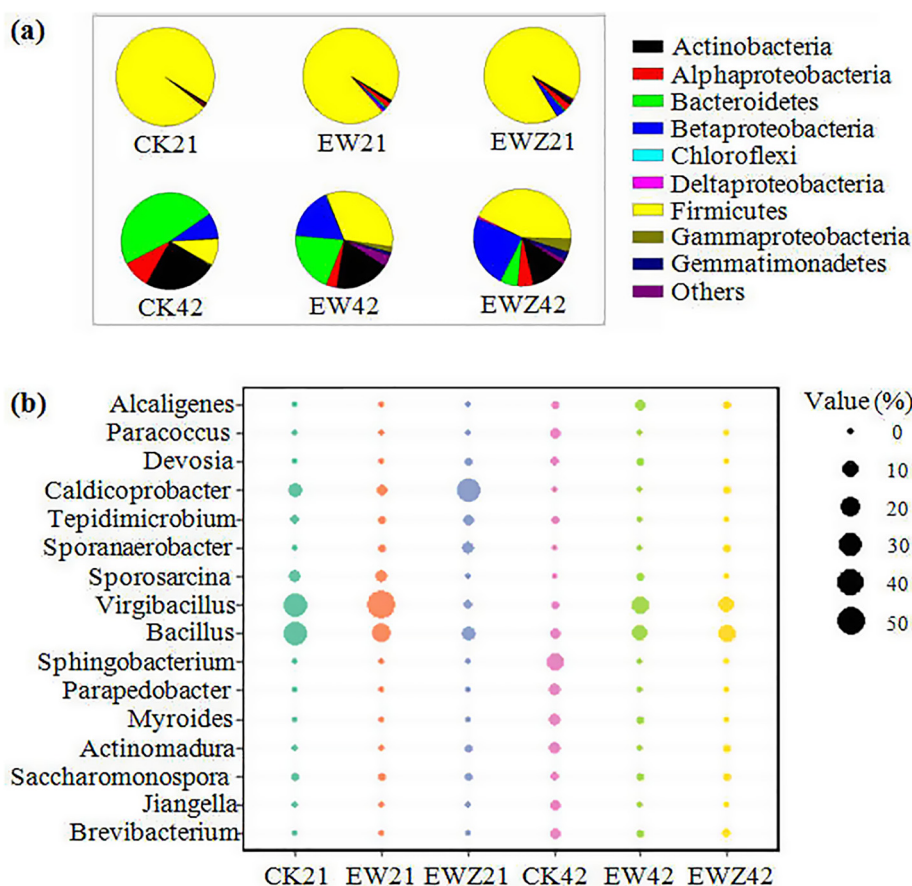 (a)
CK21 EW21 EWZ21
CK42 EW42 EWZ42
Actinobacteria
Alphaproteobacteria
Bacteroidetes
Betaproteobacteria
Chloroflexi
Deltaproteobacteria
Firmicutes
Gammaproteobacteria
Gemmatimonadetes
Others
(b)
Alcaligenes
Paracoccus
Devosia
Caldicoprobacter
Tepidimicrobium
Sporanaerobacter
Sporosarcina
Virgibacillus
Bacillus
Sphingobacterium
Parapedobacter
Myroides
Actinomadura
Saccharomonospora
Jiangella
Brevibacterium
CK21 EW21 EWZ21 CK42 EW42 EWZ42
Value (%)
0
10
20
30
40
50